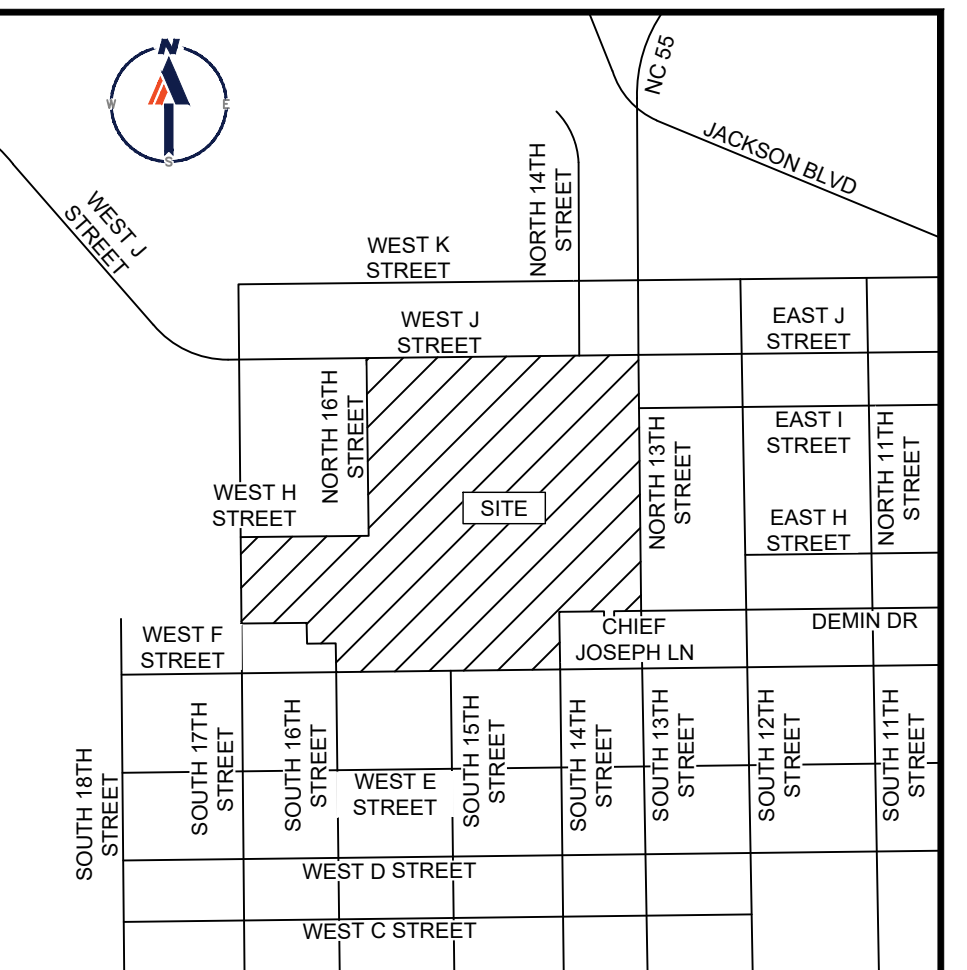 N
W
E
S
NC 55
JACKSON BLVD
NORTH 14TH
STREET
WEST J
STREET
WEST K
STREET
WEST J
STREET
EAST J
STREET
NORTH 16TH
STREET
EAST I
STREET
NORTH 13TH
STREET
NORTH 11TH
STREET
WEST H
STREET
SITE
EAST H
STREET
WEST F
STREET
CHIEF
JOSEPH LN
DEMIN DR
SOUTH 18TH
STREET
SOUTH 17TH
STREET
SOUTH 16TH
STREET
SOUTH 15TH
STREET
SOUTH 14TH
STREET
SOUTH 13TH
STREET
SOUTH 12TH
STREET
SOUTH 11TH
STREET
WEST E
STREET
WEST D STREET
WEST C STREET